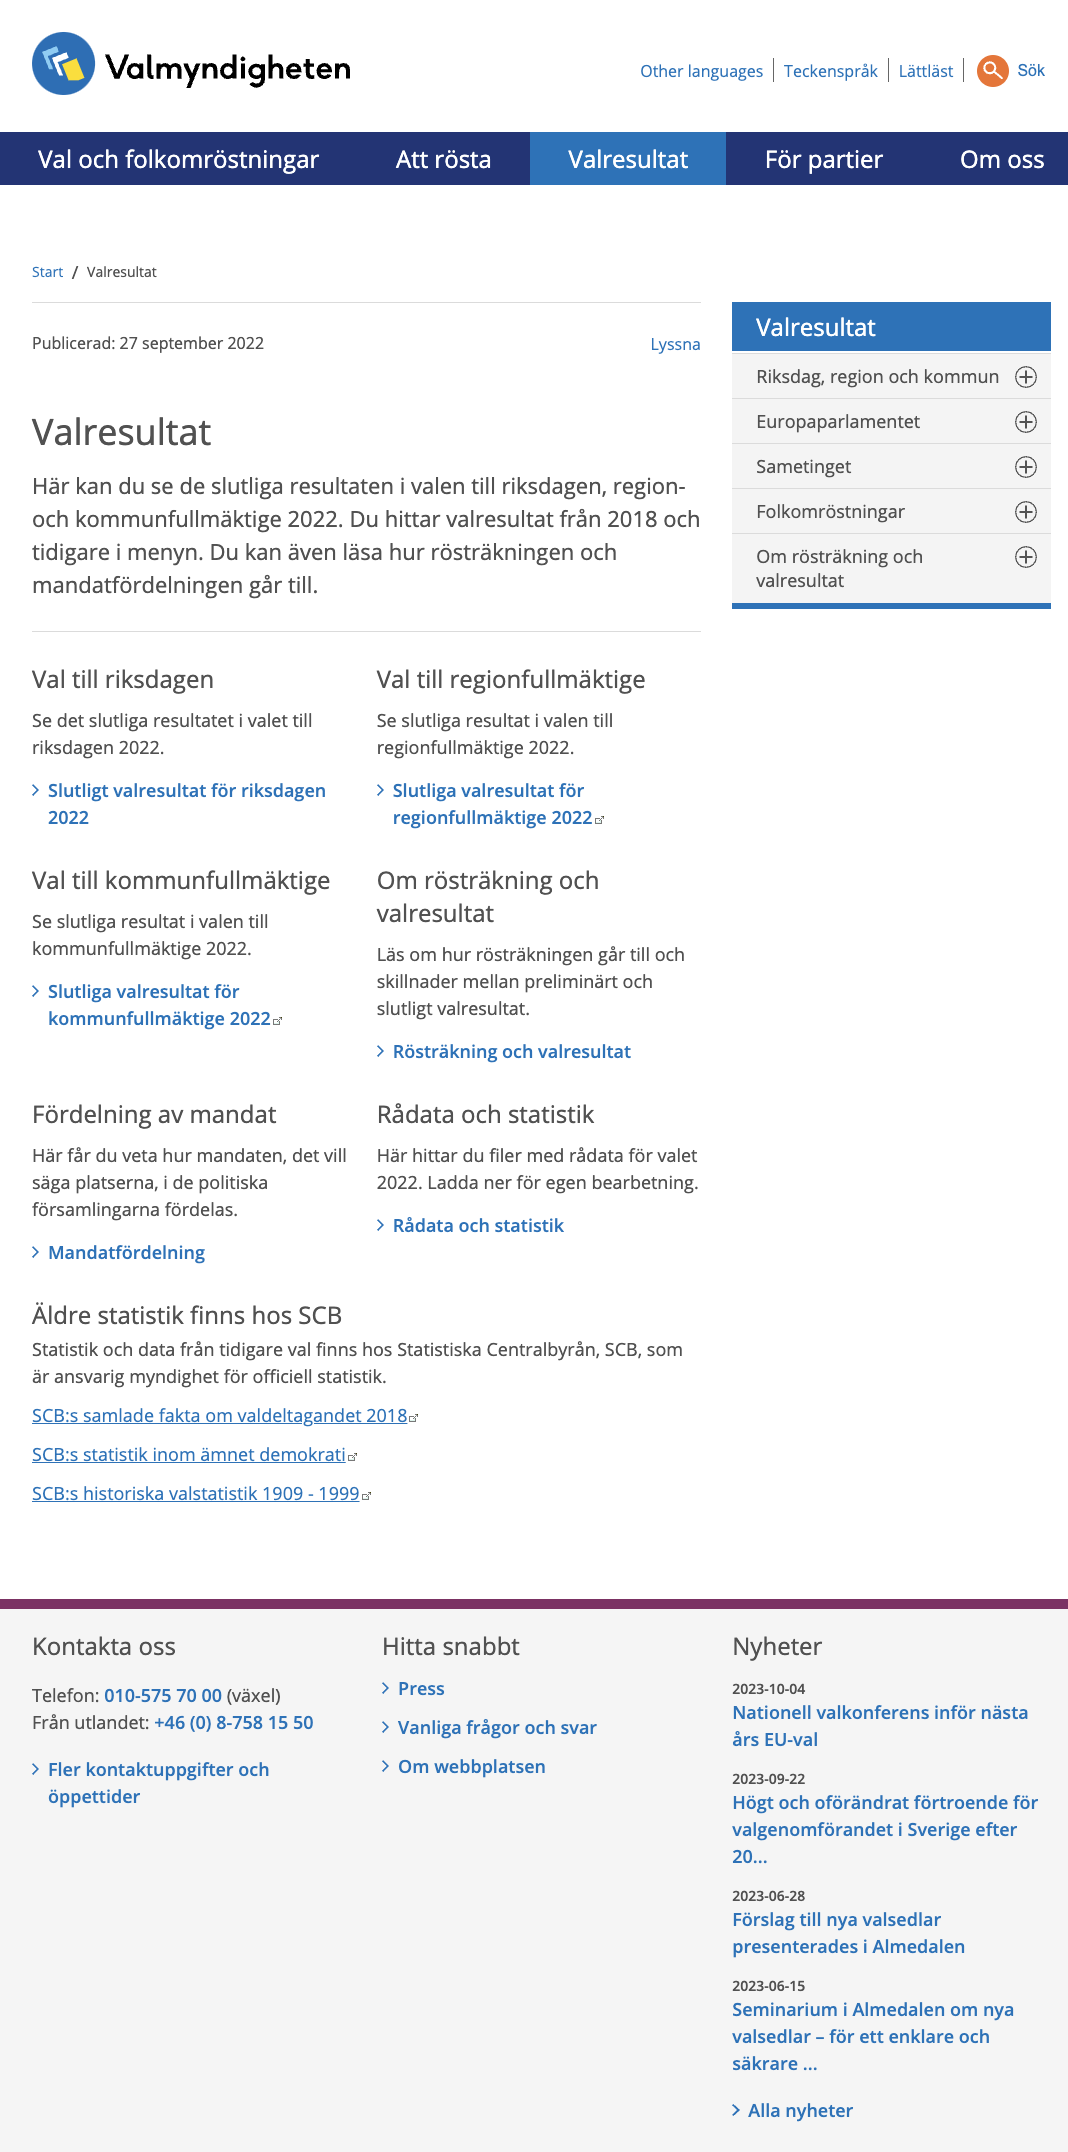 Valmyndigheten
Other languages
Teckenspråk
Lättläst
Sök
Val och folkomröstningar
Att rösta
Valresultat
För partier
Om oss
Start / Valresultat
Publicerad: 27 september 2022
Lyssna
Valresultat
Här kan du se de slutliga resultaten i valen till riksdagen, region-
och kommunfullmäktige 2022. Du hittar valresultat från 2018 och
tidigare i menyn. Du kan även läsa hur rösträkningen och
mandatfördelningen går till.
Valresultat
Riksdag, region och kommun
Europaparlamentet
Sametinget
Folkomröstningar
Om rösträkning och
valresultat
Val till riksdagen
Se det slutliga resultatet i valet till
riksdagen 2022.
Slutligt valresultat för riksdagen
2022
Val till regionfullmäktige
Se slutliga resultat i valen till
regionfullmäktige 2022.
Slutliga valresultat för
regionfullmäktige 2022
Val till kommunfullmäktige
Se slutliga resultat i valen till
kommunfullmäktige 2022.
Slutliga valresultat för
kommunfullmäktige 2022
Om rösträkning och
valresultat
Läs om hur rösträkningen går till och
skillnader mellan preliminärt och
slutligt valresultat.
Rösträkning och valresultat
Fördelning av mandat
Här får du veta hur mandaten, det vill
säga platserna, i de politiska
församlingarna fördelas.
Mandatfördelning
Rådata och statistik
Här hittar du filer med rådata för valet
2022. Ladda ner för egen bearbetning.
Rådata och statistik
Äldre statistik finns hos SCB
Statistik och data från tidigare val finns hos Statistiska Centralbyrån, SCB, som
är ansvarig myndighet för officiell statistik.
SCB:s samlade fakta om valdeltagandet 2018
SCB:s statistik inom ämnet demokrati
SCB:s historiska valstatistik 1909 - 1999
Kontakta oss
Telefon: 010-575 70 00 (växel)
Från utlandet: +46 (0) 8-758 15 50
Fler kontaktuppgifter och
öppettider
Hitta snabbt
Press
Vanliga frågor och svar
Om webbplatsen
Nyheter
2023-10-04
Nationell valkonferens inför nästa
års EU-val
2023-09-22
Högt och oförändrat förtroende för
valgenomförandet i Sverige efter
20...
2023-06-28
Förslag till nya valsedlar
presenterades i Almedalen
2023-06-15
Seminarium i Almedalen om nya
valsedlar – för ett enklare och
säkrare ...
Alla nyheter